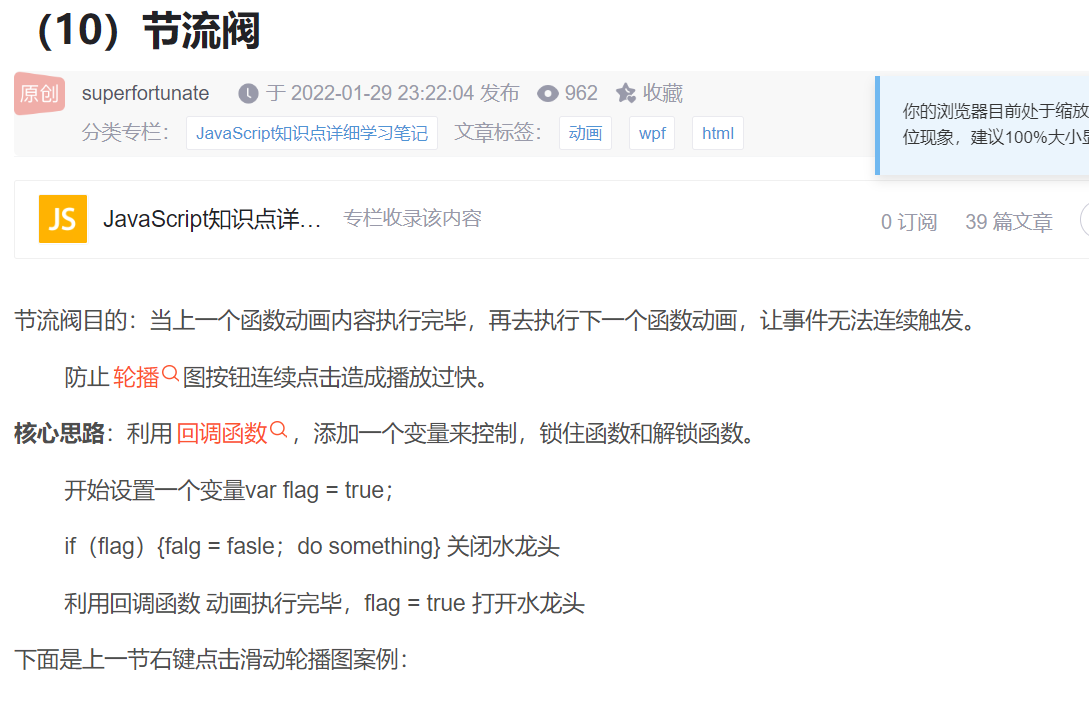 （10）节流阀
原创 superfortunate 于 2022-01-29 23:22:04 发布 962 收藏
分类专栏： JavaScript知识点详细学习笔记 文章标签： 动画 wpf html
你的浏览器目前处于缩放
位现象，建议100%大小显
JS JavaScript知识点详... 专栏收录该内容 0 订阅 39 篇文章
节流阀目的：当上一个函数动画内容执行完毕，再去执行下一个函数动画，让事件无法连续触发。
防止轮播图按钮连续点击造成播放过快。
核心思路：利用回调函数，添加一个变量来控制，锁住函数和解锁函数。
开始设置一个变量var flag = true；
if（flag）{falg = fasle；do something} 关闭水龙头
利用回调函数 动画执行完毕，flag = true 打开水龙头
下面是上一节右键点击滑动轮播图案例：